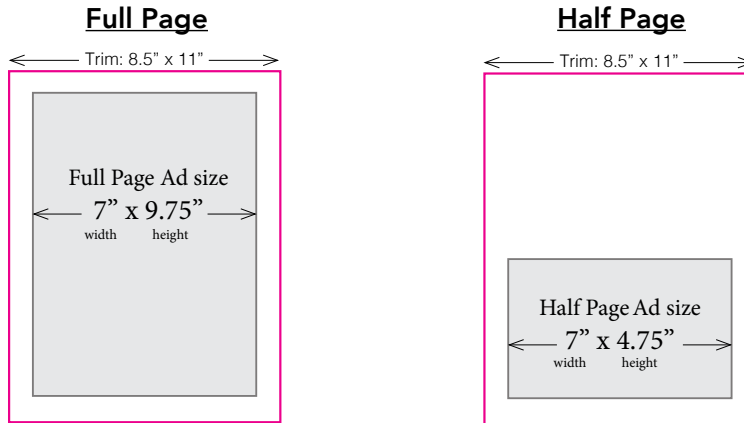 Full Page
Trim: 8.5” x 11”
Full Page Ad size
7” x 9.75”
width height
Half Page
Trim: 8.5” x 11”
Half Page Ad size
7” x 4.75”
width height